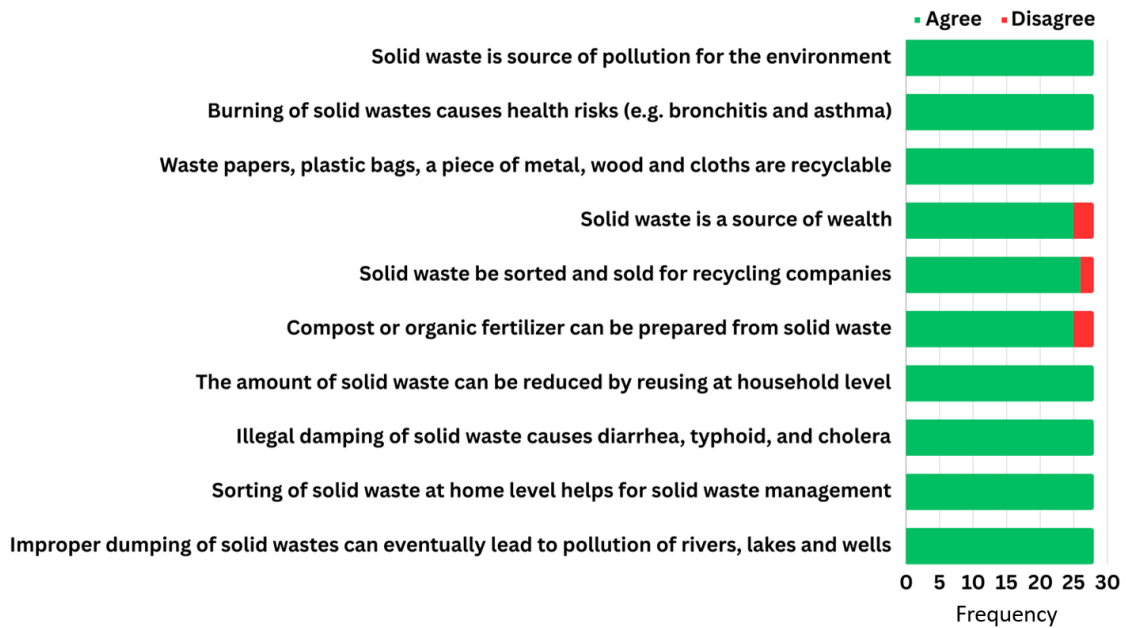 Agree Disagree
Solid waste is source of pollution for the environment
Burning of solid wastes causes health risks (e.g. bronchitis and asthma)
Waste papers, plastic bags, a piece of metal, wood and cloths are recyclable
Solid waste is a source of wealth
Solid waste be sorted and sold for recycling companies
Compost or organic fertilizer can be prepared from solid waste
The amount of solid waste can be reduced by reusing at household level
Illegal damping of solid waste causes diarrhea, typhoid, and cholera
Sorting of solid waste at home level helps for solid waste management
Improper dumping of solid wastes can eventually lead to pollution of rivers, lakes and wells
0 5 10 15 20 25 30
Frequency